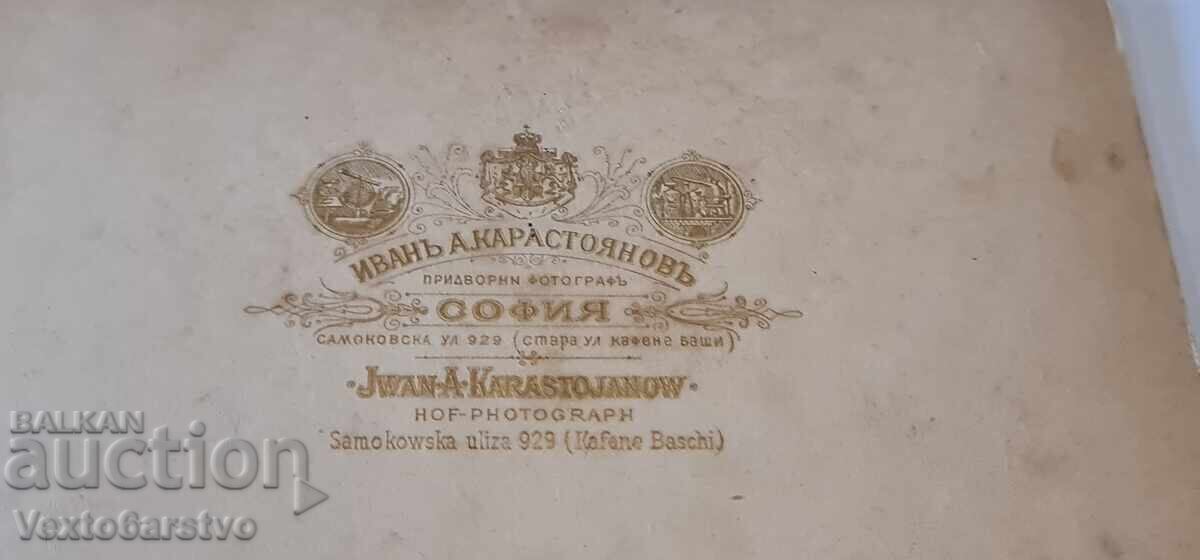 ИВАНЪ А. КАРАСТОЯНОВЪ
ПРИДВОРНИ ФОТОГРАФЪ
СОФИЯ
САМОКОВСКА УЛ 929 (стара ул кафене Баши)
JWAN·A·KARASTOJANOW
HOF-PHOTOGRAPH
Samokowska uliza 929 (Kafene Baschi)
BALKAN
auction
Vexto6arstvo